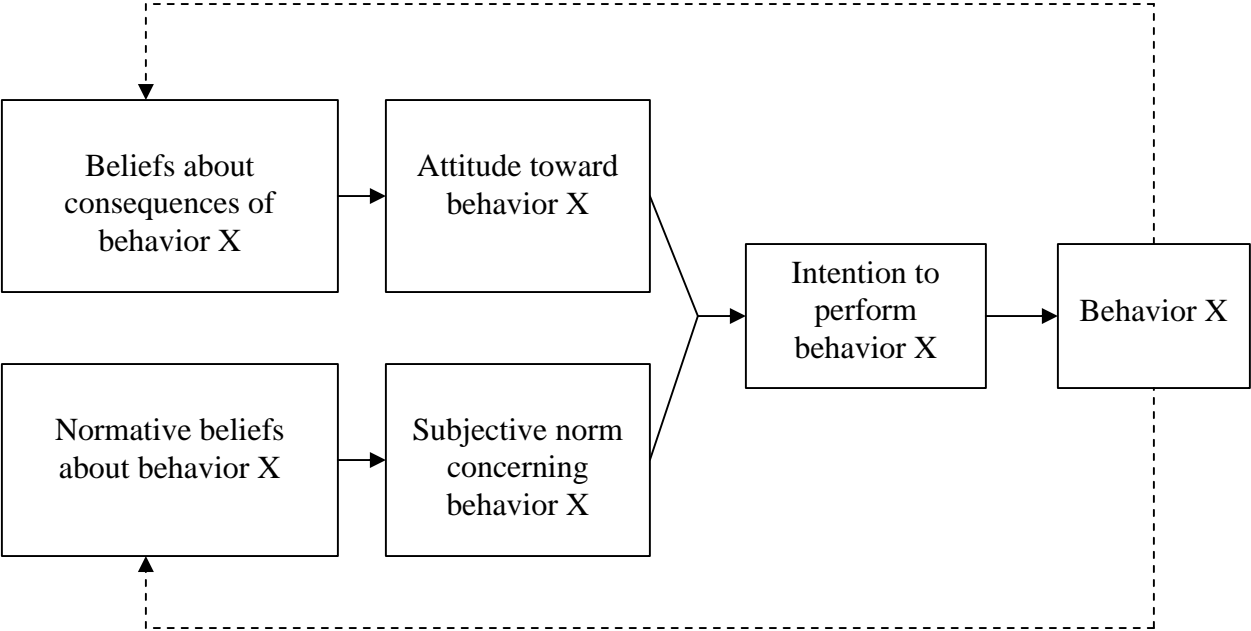 Beliefs about
consequences of
behavior X
Attitude toward
behavior X
Intention to
perform
behavior X
Behavior X
Normative beliefs
about behavior X
Subjective norm
concerning
behavior X